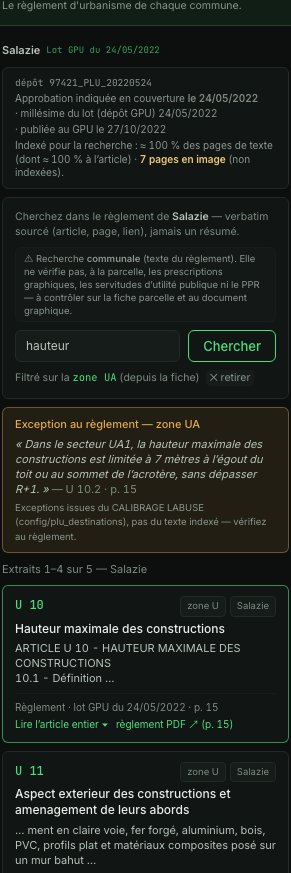 Le règlement d'urbanisme de chaque commune.
Salazie Lot GPU du 24/05/2022
dépôt 97421_PLU_20220524
Approbation indiquée en couverture le 24/05/2022
· millésime du lot (dépôt GPU) 24/05/2022
· publiée au GPU le 27/10/2022
Indexé pour la recherche : ≈ 100 % des pages de texte
(dont ≈ 100 % à l'article) · 7 pages en image (non
indexées).
Cherchez dans le règlement de Salazie — verbatim
sourcé (article, page, lien), jamais un résumé.
⚠ Recherche communale (texte du règlement). Elle
ne vérifie pas, à la parcelle, les prescriptions
graphiques, les servitudes d'utilité publique ni le PPR
— à contrôler sur la fiche parcelle et au document
graphique.
hauteur
Chercher
Filtré sur la zone UA (depuis la fiche) ✕ retirer
Exception au règlement — zone UA
« Dans le secteur UA1, la hauteur maximale des
constructions est limitée à 7 mètres à l'égout du
toit ou au sommet de l'acrotère, sans dépasser
R+1. » — U 10.2 · p. 15
Exceptions issues du CALIBRAGE LABUSE
(config/plu_destinations), pas du texte indexé — vérifiez
au règlement.
Extraits 1–4 sur 5 — Salazie
U 10 zone U Salazie
Hauteur maximale des constructions
ARTICLE U 10 - HAUTEUR MAXIMALE DES
CONSTRUCTIONS
10.1 - Définition ...
Règlement · lot GPU du 24/05/2022 · p. 15
Lire l'article entier ▾ règlement PDF ↗ (p. 15)
U 11 zone U Salazie
Aspect exterieur des constructions et
amenagement de leurs abords
... ment en claire voie, fer forgé, aluminium, bois,
PVC, profils plat et matériaux composites posé sur
un mur bahut ...